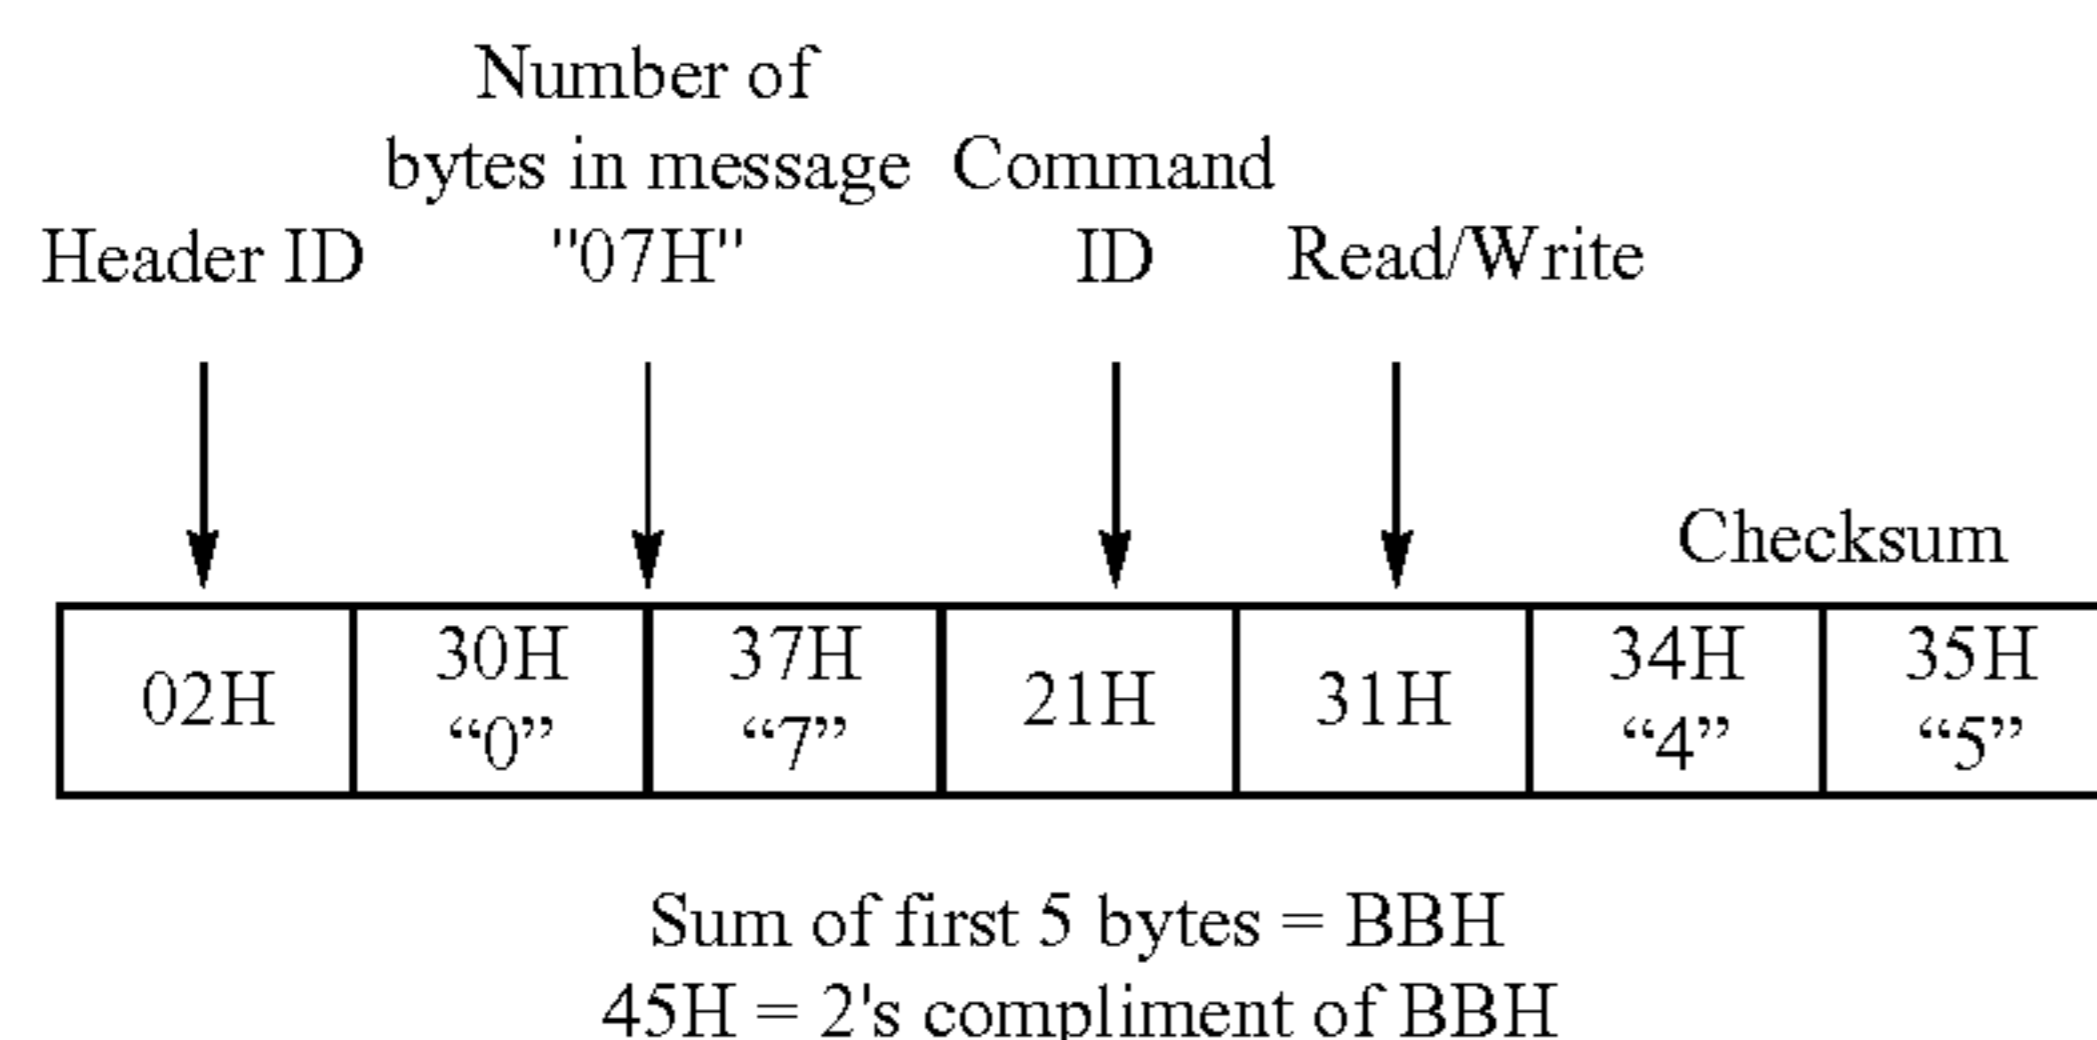 Number of
bytes in message
"07H"
Header ID
Command
ID
Read/Write
Checksum
02H
30H
“0”
37H
“7”
21H
31H
34H
“4”
35H
“5”
Sum of first 5 bytes = BBH
45H = 2's compliment of BBH